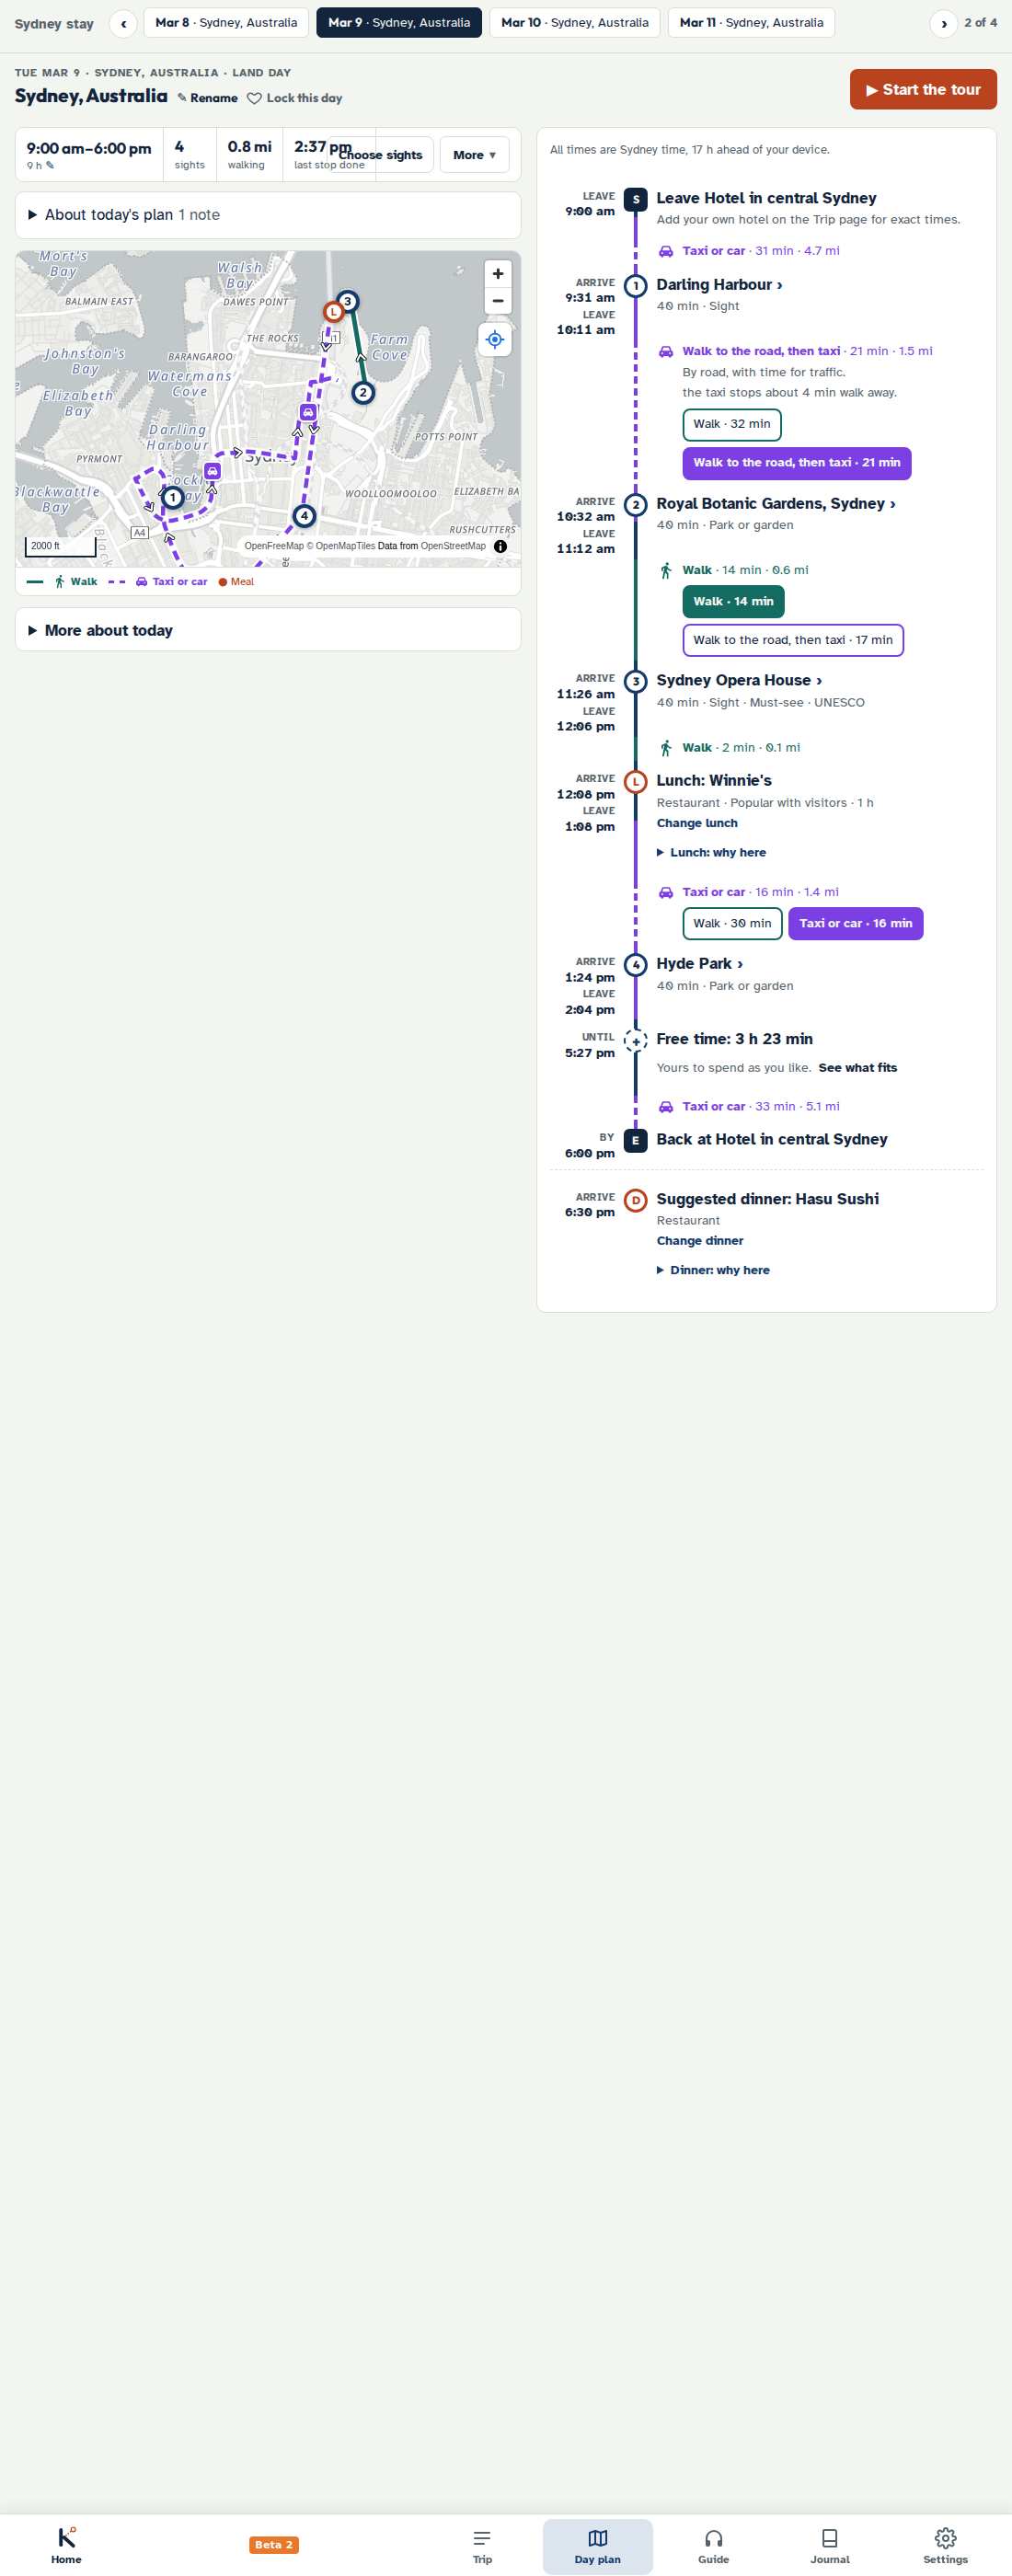 Sydney stay
‹
Mar 8 · Sydney, Australia
Mar 9 · Sydney, Australia
Mar 10 · Sydney, Australia
Mar 11 · Sydney, Australia
›
2 of 4
TUE MAR 9 · SYDNEY, AUSTRALIA · LAND DAY
Sydney, Australia ✎ Rename Lock this day
▶ Start the tour
9:00 am–6:00 pm
9 h ✎
4
sights
0.8 mi
walking
2:37 pm
last stop done
Choose sights
More ▼
▶ About today's plan 1 note
Mort's
Bay
Walsh
Bay
BALMAIN EAST
DAWES POINT
THE ROCKS
Farm
Cove
Johnston's
Bay
BARANGAROO
Watermans
Cove
Elizabeth
Bay
Darling
Harbour
POTTS POINT
PYRMONT
Sydney
Blackwattle
Bay
WOOLLOOMOOLOO
ELIZABETH BA
RUSHCUTTERS
A4
L
3
2
1
4
+
−
2000 ft
OpenFreeMap © OpenMapTiles Data from OpenStreetMap
Walk
Taxi or car
Meal
▶ More about today
All times are Sydney time, 17 h ahead of your device.
LEAVE
9:00 am
S
Leave Hotel in central Sydney
Add your own hotel on the Trip page for exact times.
Taxi or car · 31 min · 4.7 mi
ARRIVE
9:31 am
LEAVE
10:11 am
1
Darling Harbour ›
40 min · Sight
Walk to the road, then taxi · 21 min · 1.5 mi
By road, with time for traffic.
the taxi stops about 4 min walk away.
Walk · 32 min
Walk to the road, then taxi · 21 min
ARRIVE
10:32 am
LEAVE
11:12 am
2
Royal Botanic Gardens, Sydney ›
40 min · Park or garden
Walk · 14 min · 0.6 mi
Walk · 14 min
Walk to the road, then taxi · 17 min
ARRIVE
11:26 am
LEAVE
12:06 pm
3
Sydney Opera House ›
40 min · Sight · Must-see · UNESCO
Walk · 2 min · 0.1 mi
ARRIVE
12:08 pm
LEAVE
1:08 pm
L
Lunch: Winnie's
Restaurant · Popular with visitors · 1 h
Change lunch
▶ Lunch: why here
Taxi or car · 16 min · 1.4 mi
Walk · 30 min
Taxi or car · 16 min
ARRIVE
1:24 pm
LEAVE
2:04 pm
4
Hyde Park ›
40 min · Park or garden
UNTIL
5:27 pm
+
Free time: 3 h 23 min
Yours to spend as you like. See what fits
Taxi or car · 33 min · 5.1 mi
BY
6:00 pm
E
Back at Hotel in central Sydney
ARRIVE
6:30 pm
D
Suggested dinner: Hasu Sushi
Restaurant
Change dinner
▶ Dinner: why here
Home
Beta 2
Trip
Day plan
Guide
Journal
Settings